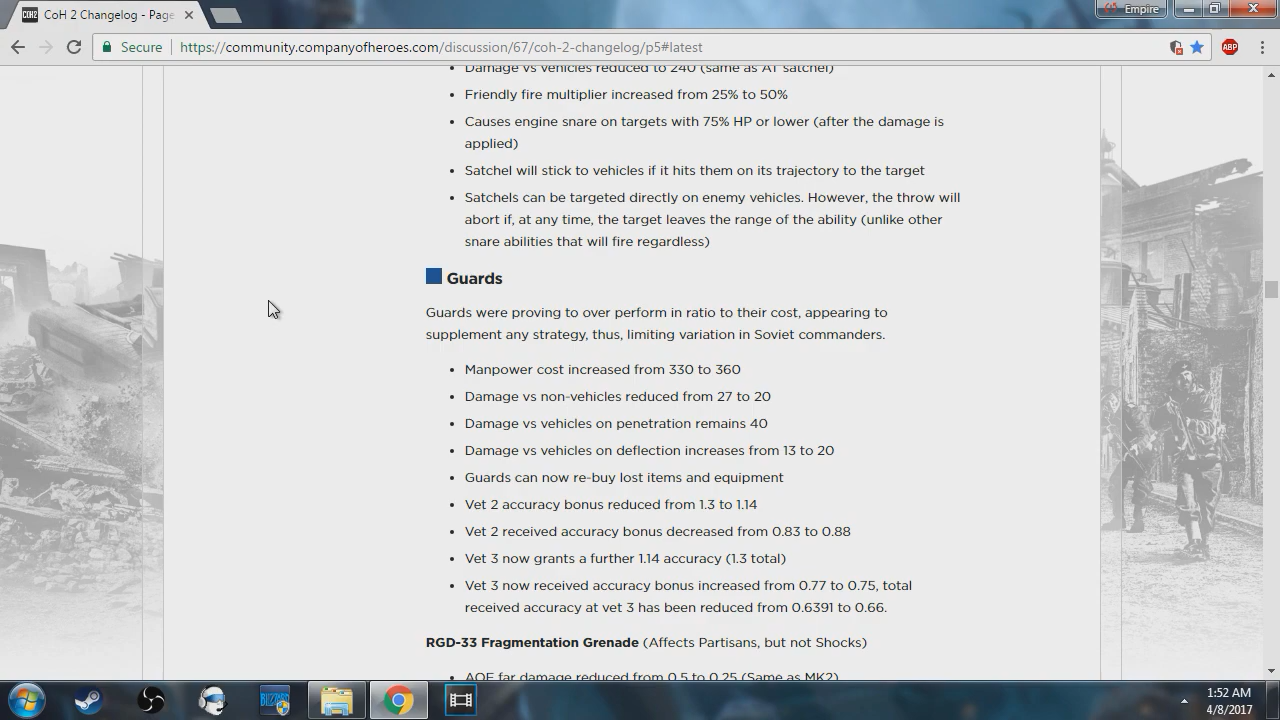 CoH 2 Changelog - Page
Empire
Secure
https://community.companyofheroes.com/discussion/67/coh-2-changelog/p5#latest
ABP
Damage vs vehicles reduced to 240 (same as AT satchel)
Friendly fire multiplier increased from 25% to 50%
Causes engine snare on targets with 75% HP or lower (after the damage is
applied)
Satchel will stick to vehicles if it hits them on its trajectory to the target
Satchels can be targeted directly on enemy vehicles. However, the throw will
abort if, at any time, the target leaves the range of the ability (unlike other
snare abilities that will fire regardless)
Guards
Guards were proving to over perform in ratio to their cost, appearing to
supplement any strategy, thus, limiting variation in Soviet commanders.
Manpower cost increased from 330 to 360
Damage vs non-vehicles reduced from 27 to 20
Damage vs vehicles on penetration remains 40
Damage vs vehicles on deflection increases from 13 to 20
Guards can now re-buy lost items and equipment
Vet 2 accuracy bonus reduced from 1.3 to 1.14
Vet 2 received accuracy bonus decreased from 0.83 to 0.88
Vet 3 now grants a further 1.14 accuracy (1.3 total)
Vet 3 now received accuracy bonus increased from 0.77 to 0.75, total
received accuracy at vet 3 has been reduced from 0.6391 to 0.66.
RGD-33 Fragmentation Grenade (Affects Partisans, but not Shocks)
AOE far damage reduced from 0.5 to 0.25 (Same as MK2)
1:52 AM
4/8/2017